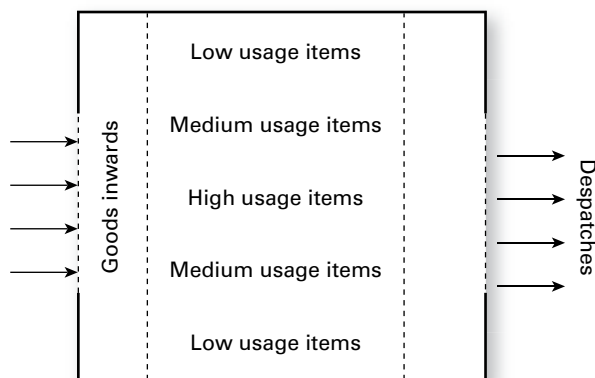 Low usage items
Medium usage items
High usage items
Medium usage items
Low usage items
Goods inwards
Despatches